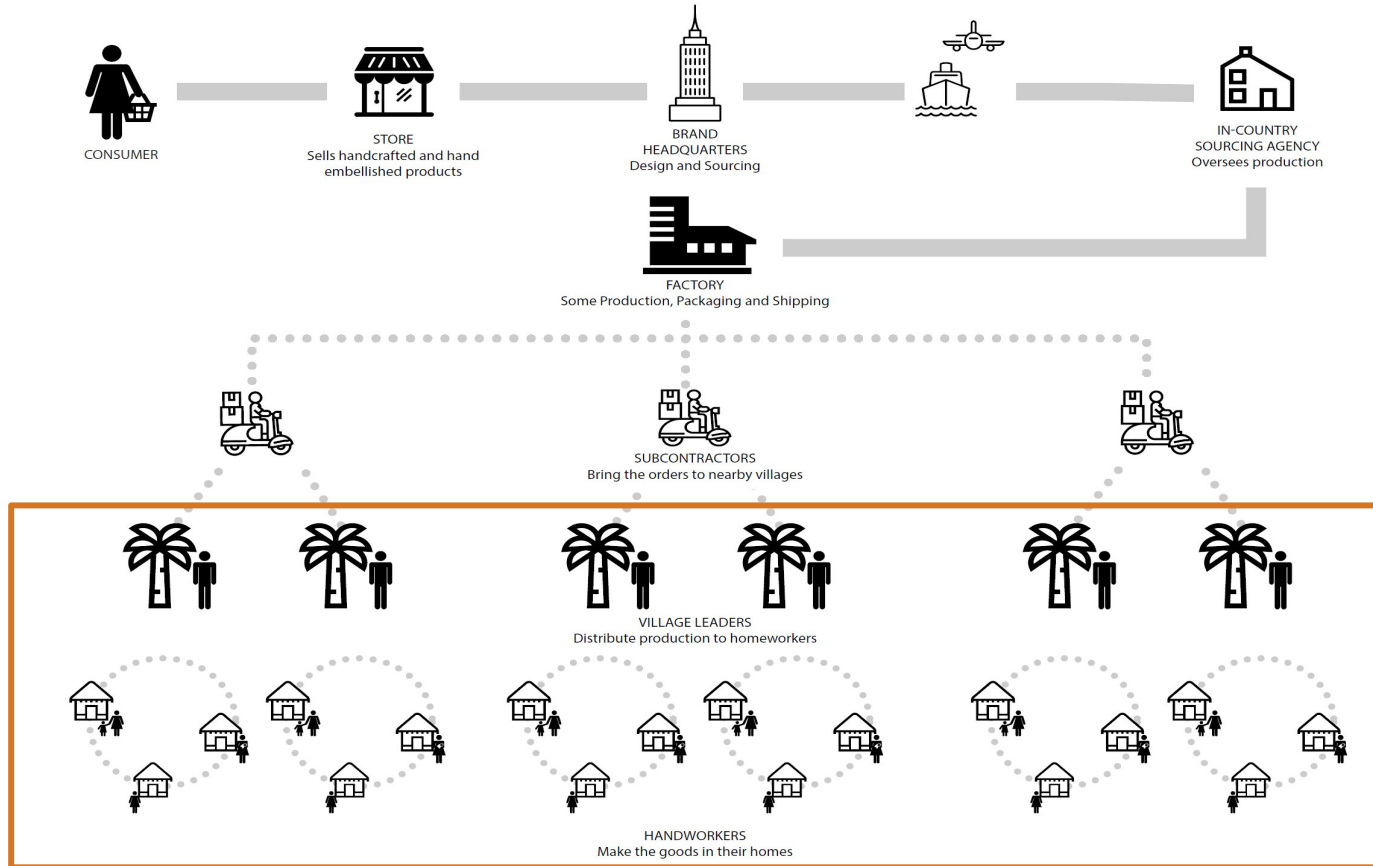 CONSUMER
STORE
Sells handcrafted and hand
embellished products
BRAND
HEADQUARTERS
Design and Sourcing
IN-COUNTRY
SOURCING AGENCY
Oversees production
FACTORY
Some Production, Packaging and Shipping
SUBCONTRACTORS
Bring the orders to nearby villages
VILLAGE LEADERS
Distribute production to homeworkers
HANDWORKERS
Make the goods in their homes